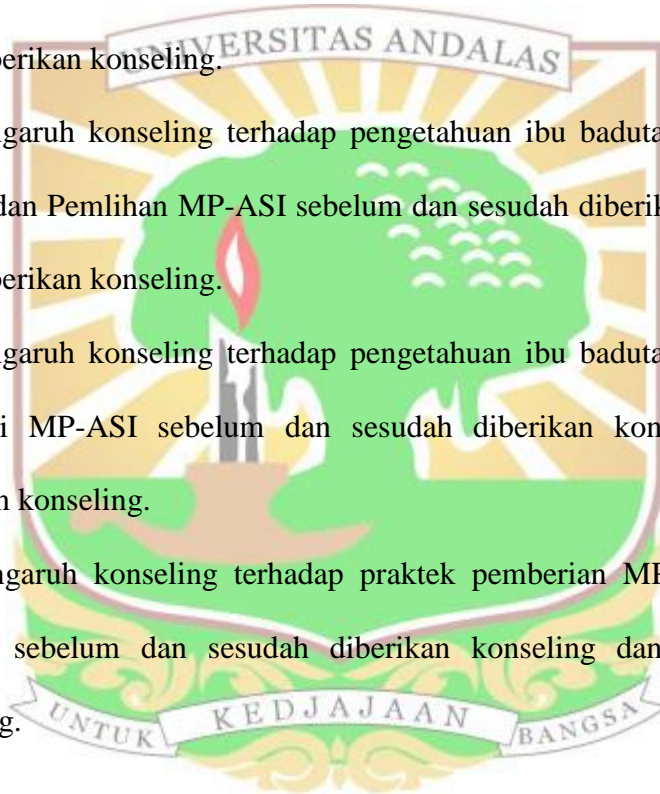 UNIVERSITAS ANDALAS
berikan konseling.
ngaruh konseling terhadap pengetahuan ibu baduta
dan Pemlihan MP-ASI sebelum dan sesudah diberik
berikan konseling.
ngaruh konseling terhadap pengetahuan ibu baduta
i MP-ASI sebelum dan sesudah diberikan kon
n konseling.
ngaruh konseling terhadap praktek pemberian MP
sebelum dan sesudah diberikan konseling dan
g.
UNTUK KEDJAJAAN BANGSA